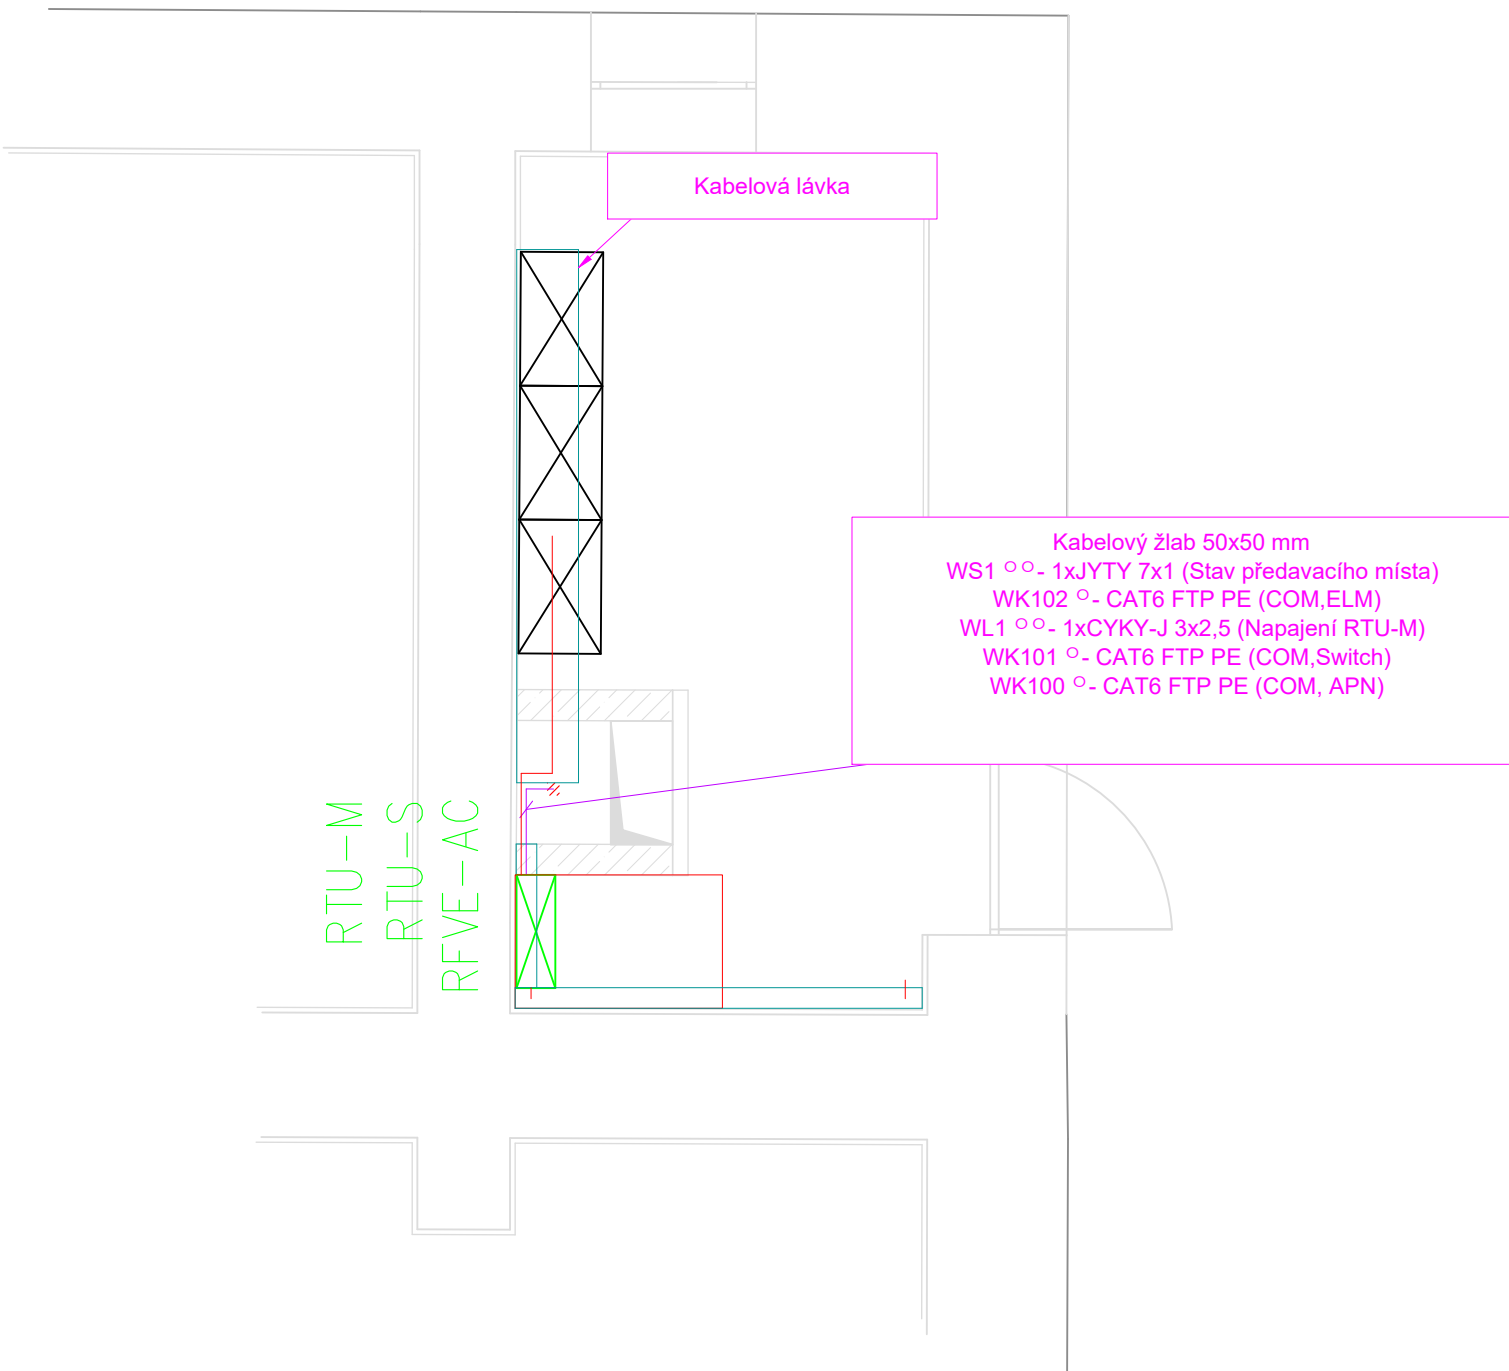 Kabelová lávka
Kabelový žlab 50x50 mm
WS1 ○○- 1xJYTY 7x1 (Stav předavacího místa)
WK102 ○- CAT6 FTP PE (COM,ELM)
WL1 ○○- 1xCYKY-J 3x2,5 (Napajení RTU-M)
WK101 ○- CAT6 FTP PE (COM,Switch)
WK100 ○- CAT6 FTP PE (COM, APN)
RTU-M
RTU-S
RFVE-AC